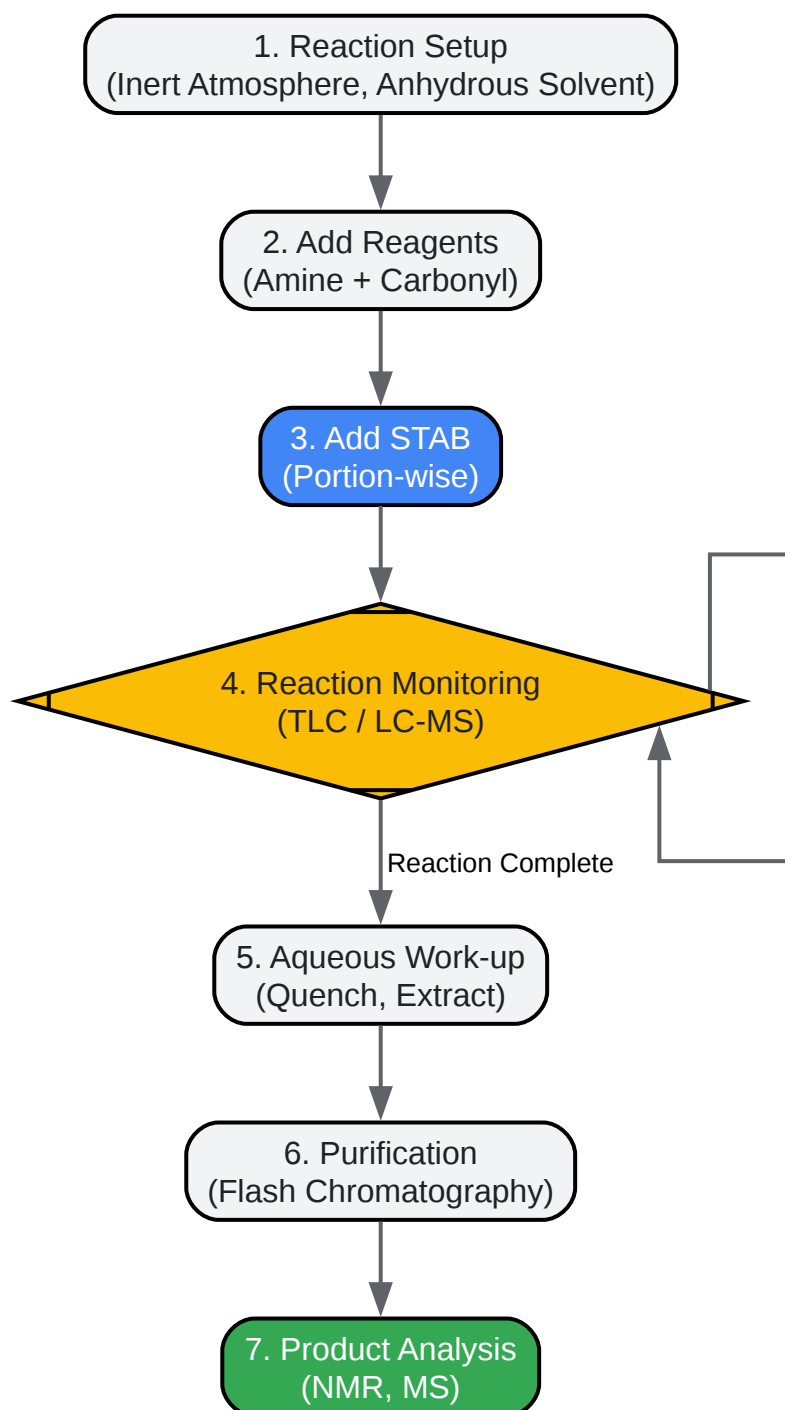 1. Reaction Setup
(Inert Atmosphere, Anhydrous Solvent)
2. Add Reagents
(Amine + Carbonyl)
3. Add STAB
(Portion-wise)
4. Reaction Monitoring
(TLC / LC-MS)
Reaction Complete
5. Aqueous Work-up
(Quench, Extract)
6. Purification
(Flash Chromatography)
7. Product Analysis
(NMR, MS)